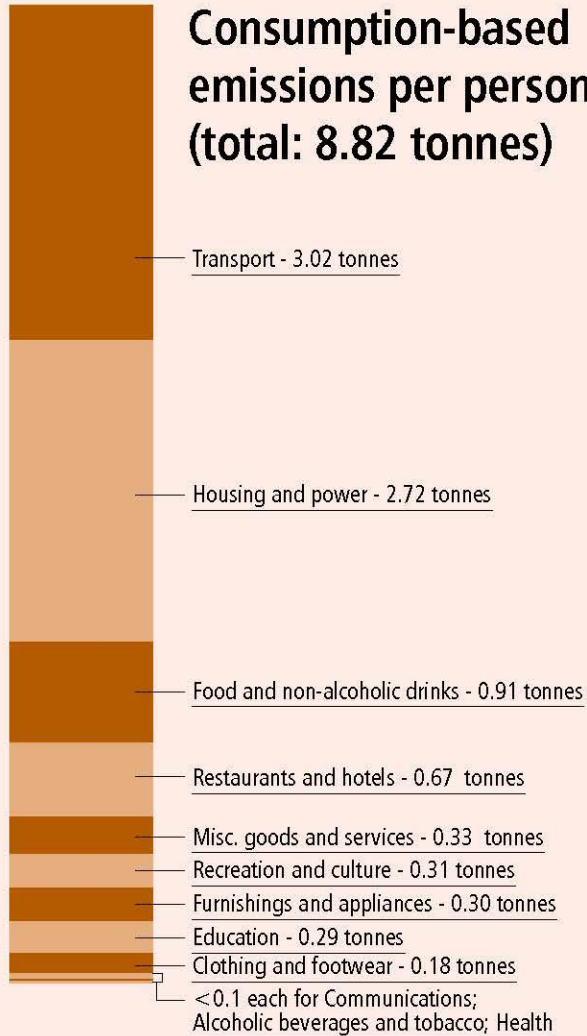 Consumption-based
emissions per person
(total: 8.82 tonnes)
Transport - 3.02 tonnes
Housing and power - 2.72 tonnes
Food and non-alcoholic drinks - 0.91 tonnes
Restaurants and hotels - 0.67 tonnes
Misc. goods and services - 0.33 tonnes
Recreation and culture - 0.31 tonnes
Furnishings and appliances - 0.30 tonnes
Education - 0.29 tonnes
Clothing and footwear - 0.18 tonnes
<0.1 each for Communications;
Alcoholic beverages and tobacco; Health